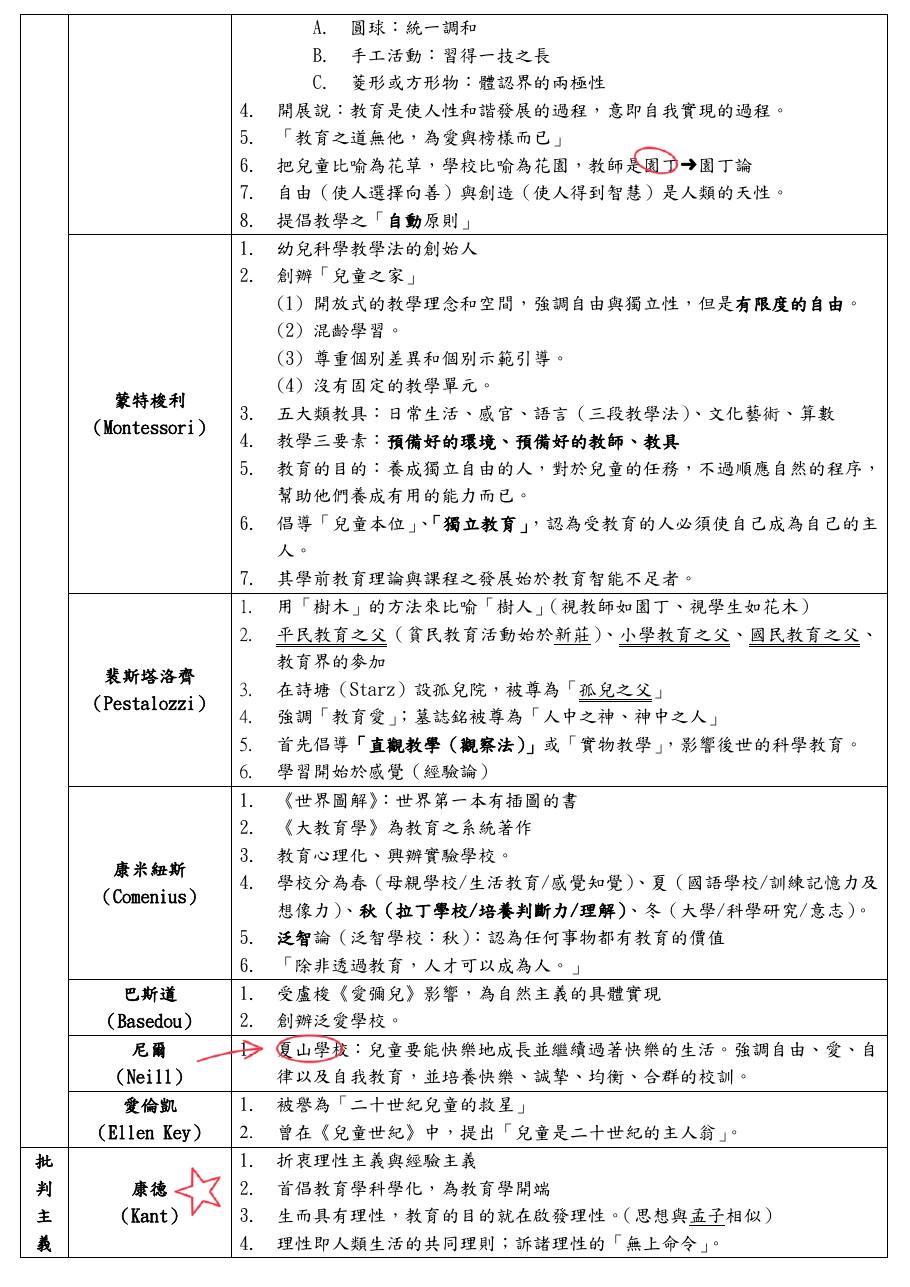 A. 圓球：統一調和
B. 手工活動：習得一技之長
C. 菱形或方形物：體認界的兩極性
4. 開展說：教育是使人性和諧發展的過程，意即自我實現的過程。
5. 「教育之道無他，為愛與榜樣而已」
6. 把兒童比喻為花草，學校比喻為花園，教師是園丁➜園丁論
7. 自由（使人選擇向善）與創造（使人得到智慧）是人類的天性。
8. 提倡教學之「自動原則」
蒙特梭利
（Montessori）
1. 幼兒科學教學法的創始人
2. 創辦「兒童之家」
(1) 開放式的教學理念和空間，強調自由與獨立性，但是有限度的自由。
(2) 混齡學習。
(3) 尊重個別差異和個別示範引導。
(4) 沒有固定的教學單元。
3. 五大類教具：日常生活、感官、語言（三段教學法）、文化藝術、算數
4. 教學三要素：預備好的環境、預備好的教師、教具
5. 教育的目的：養成獨立自由的人，對於兒童的任務，不過順應自然的程序，
幫助他們養成有用的能力而已。
6. 倡導「兒童本位」、「獨立教育」，認為受教育的人必須使自己成為自己的主
人。
7. 其學前教育理論與課程之發展始於教育智能不足者。
裴斯塔洛齊
（Pestalozzi）
1. 用「樹木」的方法來比喻「樹人」（視教師如園丁、視學生如花木）
2. 平民教育之父（貧民教育活動始於新莊）、小學教育之父、國民教育之父、
教育界的參加
3. 在詩塘（Starz）設孤兒院，被尊為「孤兒之父」
4. 強調「教育愛」；墓誌銘被尊為「人中之神、神中之人」
5. 首先倡導「直觀教學（觀察法）」或「實物教學」，影響後世的科學教育。
6. 學習開始於感覺（經驗論）
康米紐斯
（Comenius）
1. 《世界圖解》：世界第一本有插圖的書
2. 《大教育學》為教育之系統著作
3. 教育心理化、興辦實驗學校。
4. 學校分為春（母親學校/生活教育/感覺知覺）、夏（國語學校/訓練記憶力及
想像力）、秋（拉丁學校/培養判斷力/理解）、冬（大學/科學研究/意志）。
5. 泛智論（泛智學校：秋）：認為任何事物都有教育的價值
6. 「除非透過教育，人才可以成為人。」
巴斯道
（Basedou）
1. 受盧梭《愛彌兒》影響，為自然主義的具體實現
2. 創辦泛愛學校。
尼爾
（Neill）
1. 夏山學校：兒童要能快樂地成長並繼續過著快樂的生活。強調自由、愛、自
律以及自我教育，並培養快樂、誠摯、均衡、合群的校訓。
愛倫凱
（Ellen Key）
1. 被譽為「二十世紀兒童的救星」
2. 曾在《兒童世紀》中，提出「兒童是二十世紀的主人翁」。
批判主義
康德
（Kant）
1. 折衷理性主義與經驗主義
2. 首倡教育學科學化，為教育學開端
3. 生而具有理性，教育的目的就在啟發理性。（思想與孟子相似）
4. 理性即人類生活的共同理則；訴諸理性的「無上命令」。